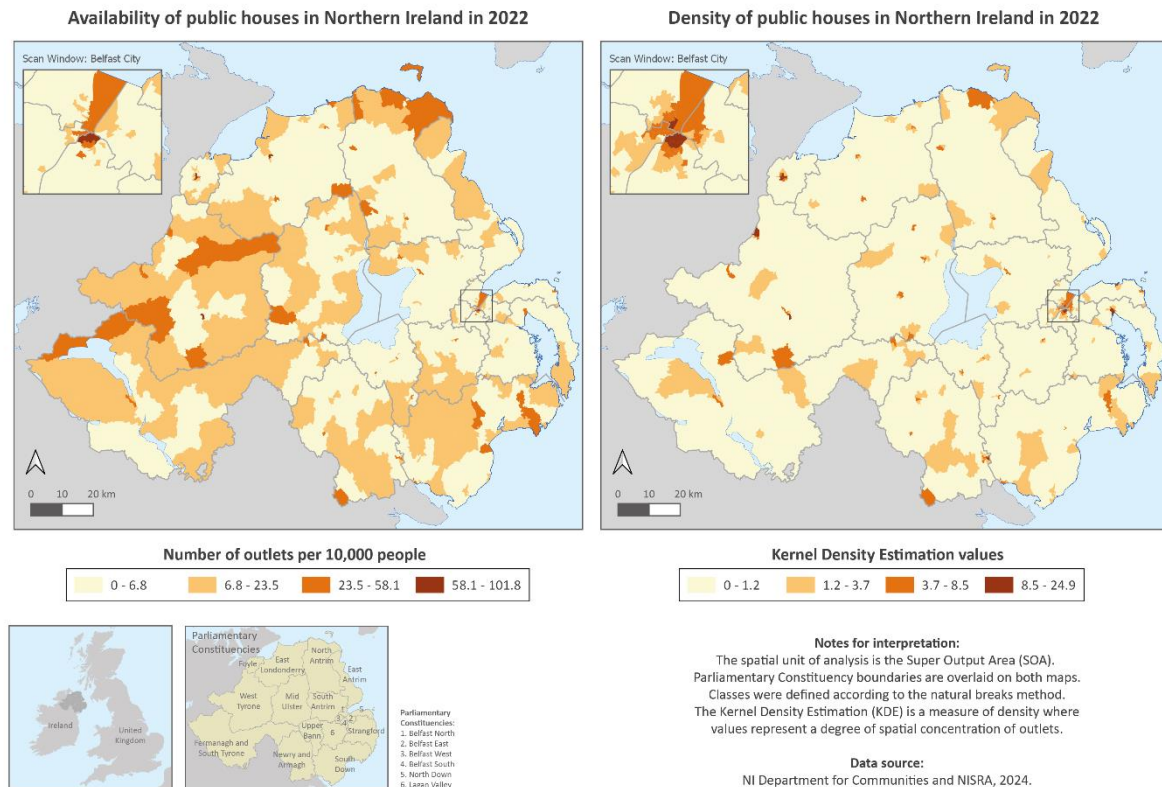 Availability of public houses in Northern Ireland in 2022
Scan Window: Belfast City
0 10 20 km
Number of outlets per 10,000 people
0 - 6.8
6.8 - 23.5
23.5 - 58.1
58.1 - 101.8
Density of public houses in Northern Ireland in 2022
Scan Window: Belfast City
0 10 20 km
Kernel Density Estimation values
0 - 1.2
1.2 - 3.7
3.7 - 8.5
8.5 - 24.9
Ireland
United
Kingdom
Parliamentary
Constituencies
North
Antrim
Foyle
East
Londonderry
East
Antrim
West
Tyrone
Mid
Ulster
South
Antrim
5
3 2
4
6
Strangford
Upper
Bann
Fermanagh and
South Tyrone
Newry and
Armagh
South
Down
Parliamentary
Constituencies:
1. Belfast North
2. Belfast East
3. Belfast West
4. Belfast South
5. North Down
6. Lagan Valley
Notes for interpretation:
The spatial unit of analysis is the Super Output Area (SOA).
Parliamentary Constituency boundaries are overlaid on both maps.
Classes were defined according to the natural breaks method.
The Kernel Density Estimation (KDE) is a measure of density where
values represent a degree of spatial concentration of outlets.
Data source:
NI Department for Communities and NISRA, 2024.